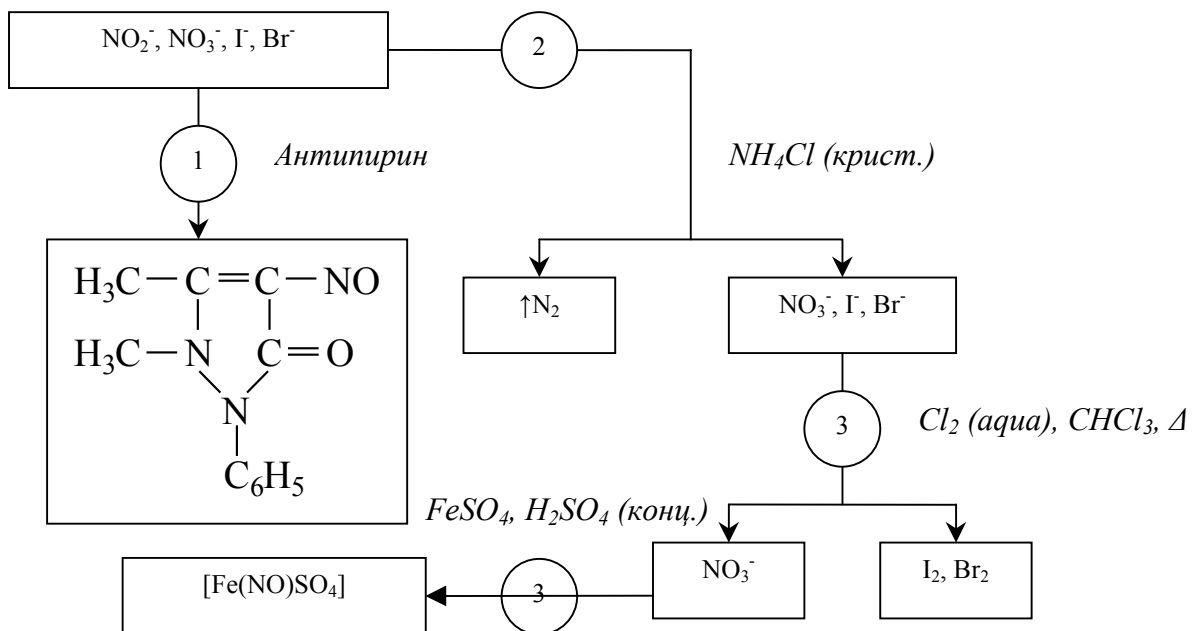 NO₂⁻, NO₃⁻, I⁻, Br⁻
2
1
Антипирин
NH₄Cl (крист.)
H₃C—C=C—NO
H₃C—N C=O
N
C₆H₅
↑N₂
NO₃⁻, I⁻, Br⁻
3
Cl₂ (aqua), CHCl₃, Δ
FeSO₄, H₂SO₄ (конц.)
NO₃⁻
I₂, Br₂
[Fe(NO)SO₄]
3